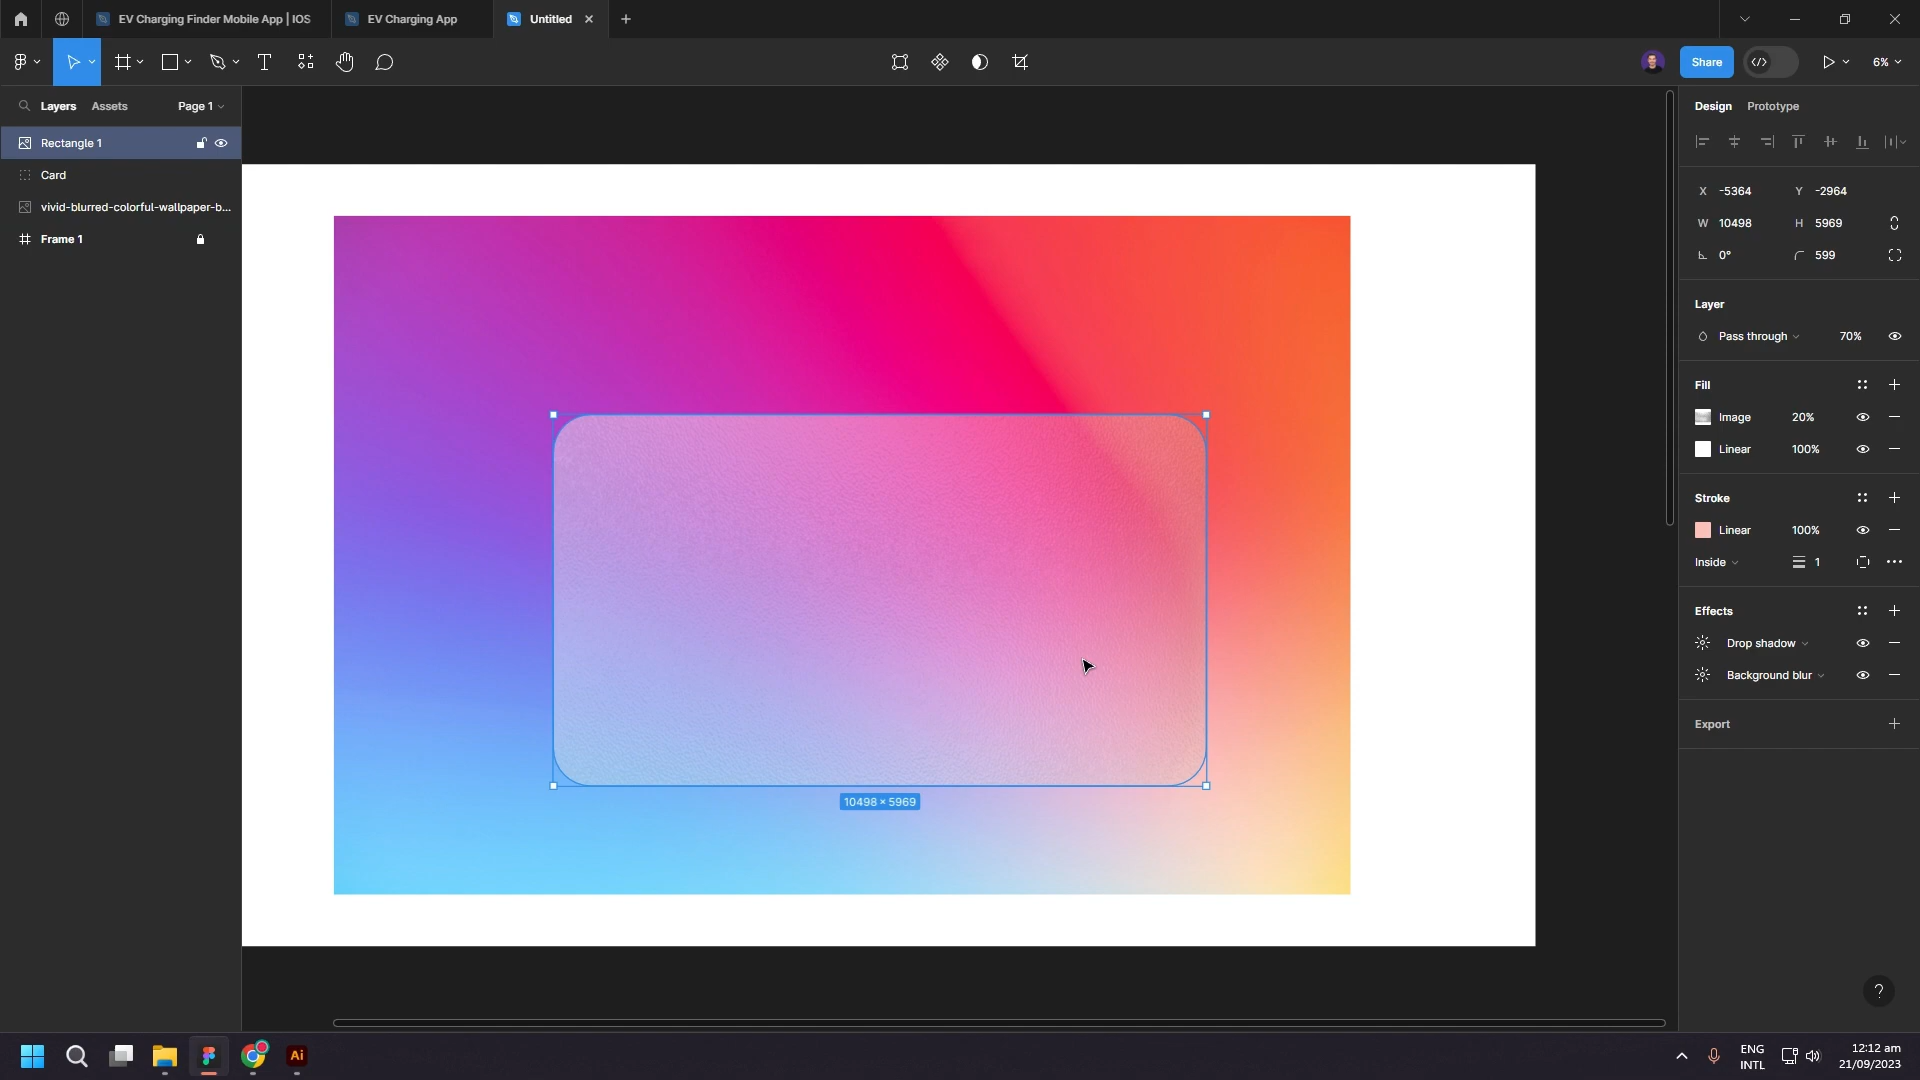 EV Charging Finder Mobile App | IOS
EV Charging App
Untitled
Share
6%
Layers
Assets
Page 1
Rectangle 1
Card
vivid-blurred-colorful-wallpaper-b...
Frame 1
10498 × 5969
Design
Prototype
X -5364
Y -2964
W 10498
H 5969
0°
599
Layer
Pass through
70%
Fill
Image
20%
Linear
100%
Stroke
Linear
100%
Inside
1
Effects
Drop shadow
Background blur
Export
?
Ai
ENG
INTL
12:12 am
21/09/2023